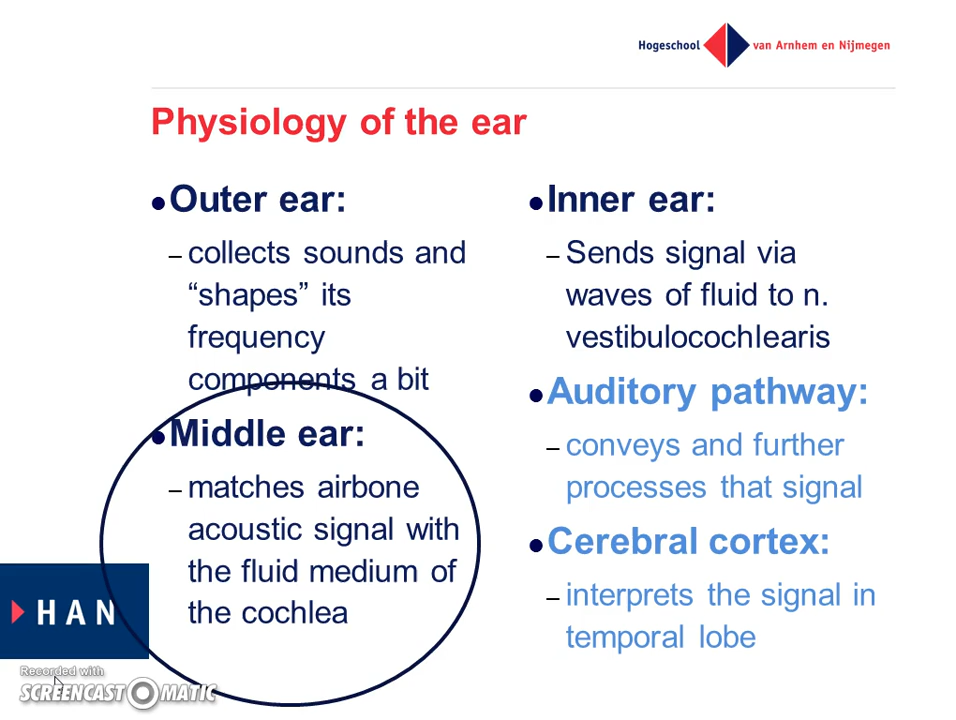 Hogeschool van Arnhem en Nijmegen
Physiology of the ear
●Outer ear:
– collects sounds and
“shapes” its
frequency
components a bit
●Middle ear:
– matches airbone
acoustic signal with
the fluid medium of
the cochlea
●Inner ear:
– Sends signal via
waves of fluid to n.
vestibulocochlearis
●Auditory pathway:
– conveys and further
processes that signal
●Cerebral cortex:
– interprets the signal in
temporal lobe
HAN
Recorded with
SCREENCAST MATIC